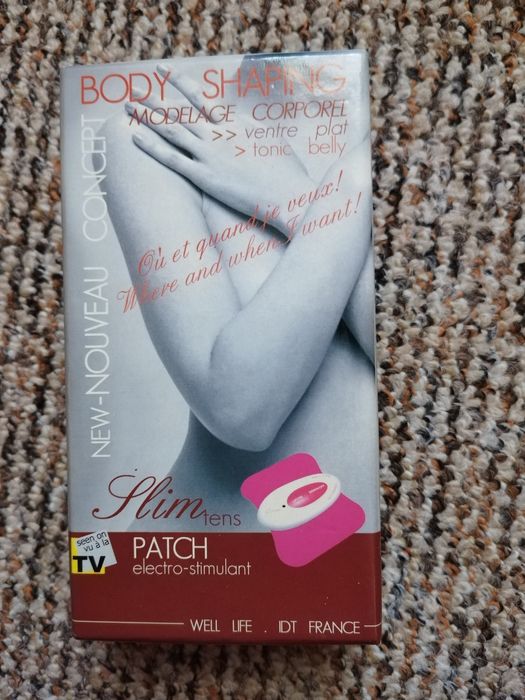 BODY SHAPING
MODELAGE CORPOREL
>> ventre plat
> tonic belly
NEW-NOUVEAU CONCEPT
Où et quand je veux!
Where and when I want!
Slim tens
seen on
vu à la
TV
PATCH
electro-stimulant
WELL LIFE . IDT FRANCE